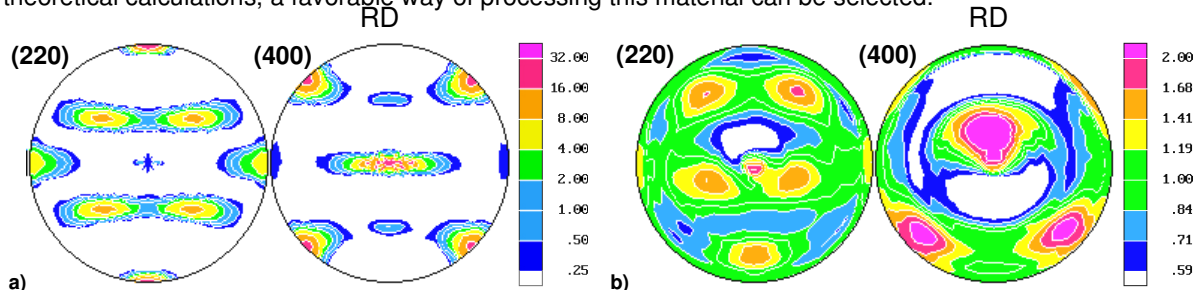 theoretical calculations, a favorable way of processing this material can be selected.
RD RD
(220) (400) (220) (400)
32.00 2.00
16.00 1.68
8.00 1.41
4.00 1.19
2.00 1.00
1.00 .84
.50 .71
.25 .59
a) b)